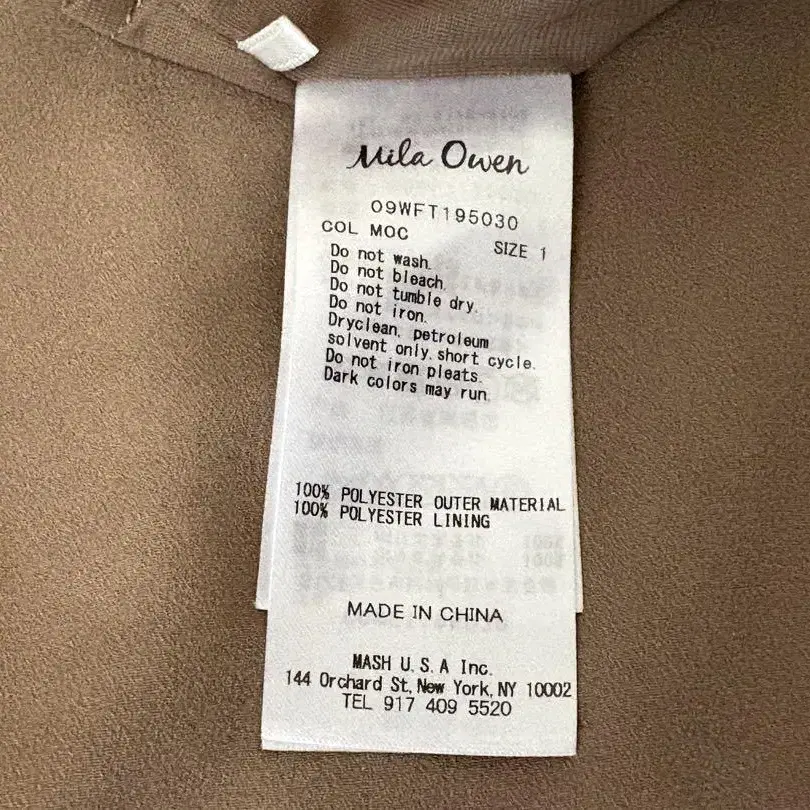 Mila Owen
09WFT195030
COL MOC SIZE 1
Do not wash.
Do not bleach.
Do not tumble dry.
Do not iron.
Dryclean, petroleum
solvent only, short cycle.
Do not iron pleats.
Dark colors may run.
100% POLYESTER OUTER MATERIAL
100% POLYESTER LINING
MADE IN CHINA
MASH U.S.A Inc.
144 Orchard St, New York, NY 10002
TEL 917 409 5520